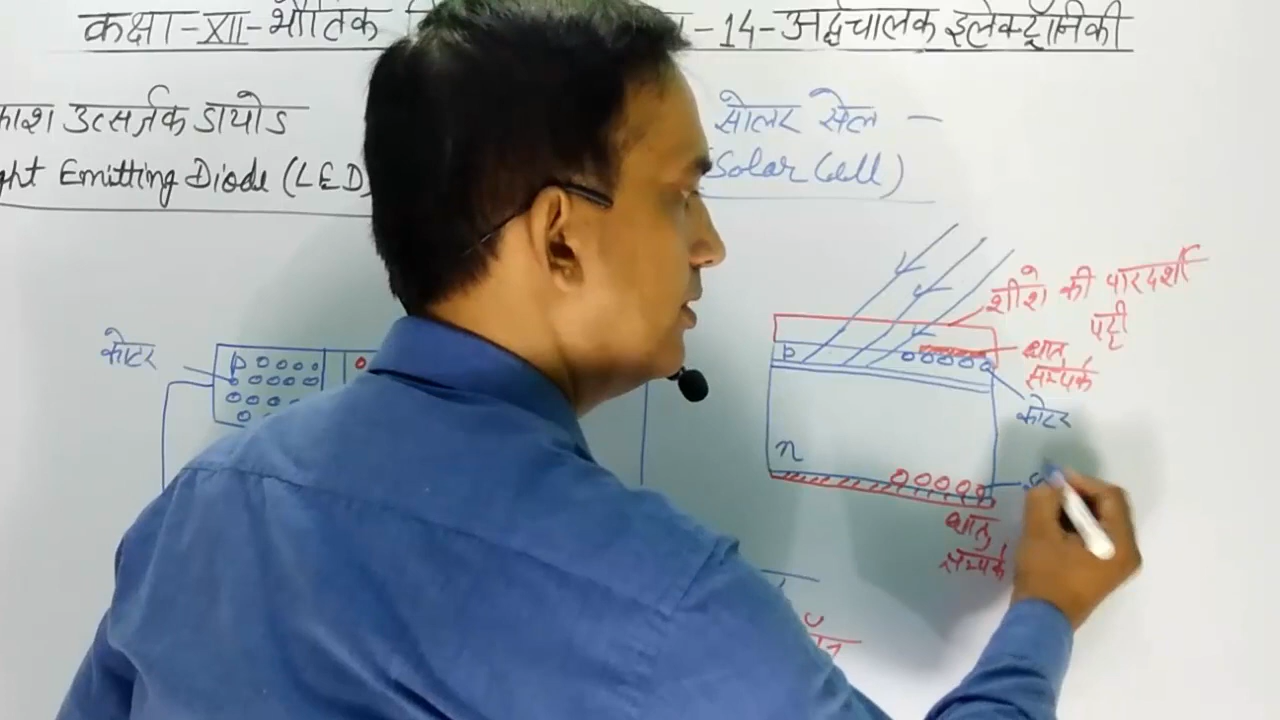 कक्षा-XII-भौतिक
-14-अर्द्धचालक इलेक्ट्रॉनिकी
उत्सर्जक डायोड
Emitting Diode (LED)
सोलर सेल –
(Solar Cell)
शीशे की पारदर्शी
पट्टी
p
धातु
सम्पर्क
कोटर
n
धातु
सम्पर्क
कोटर
p